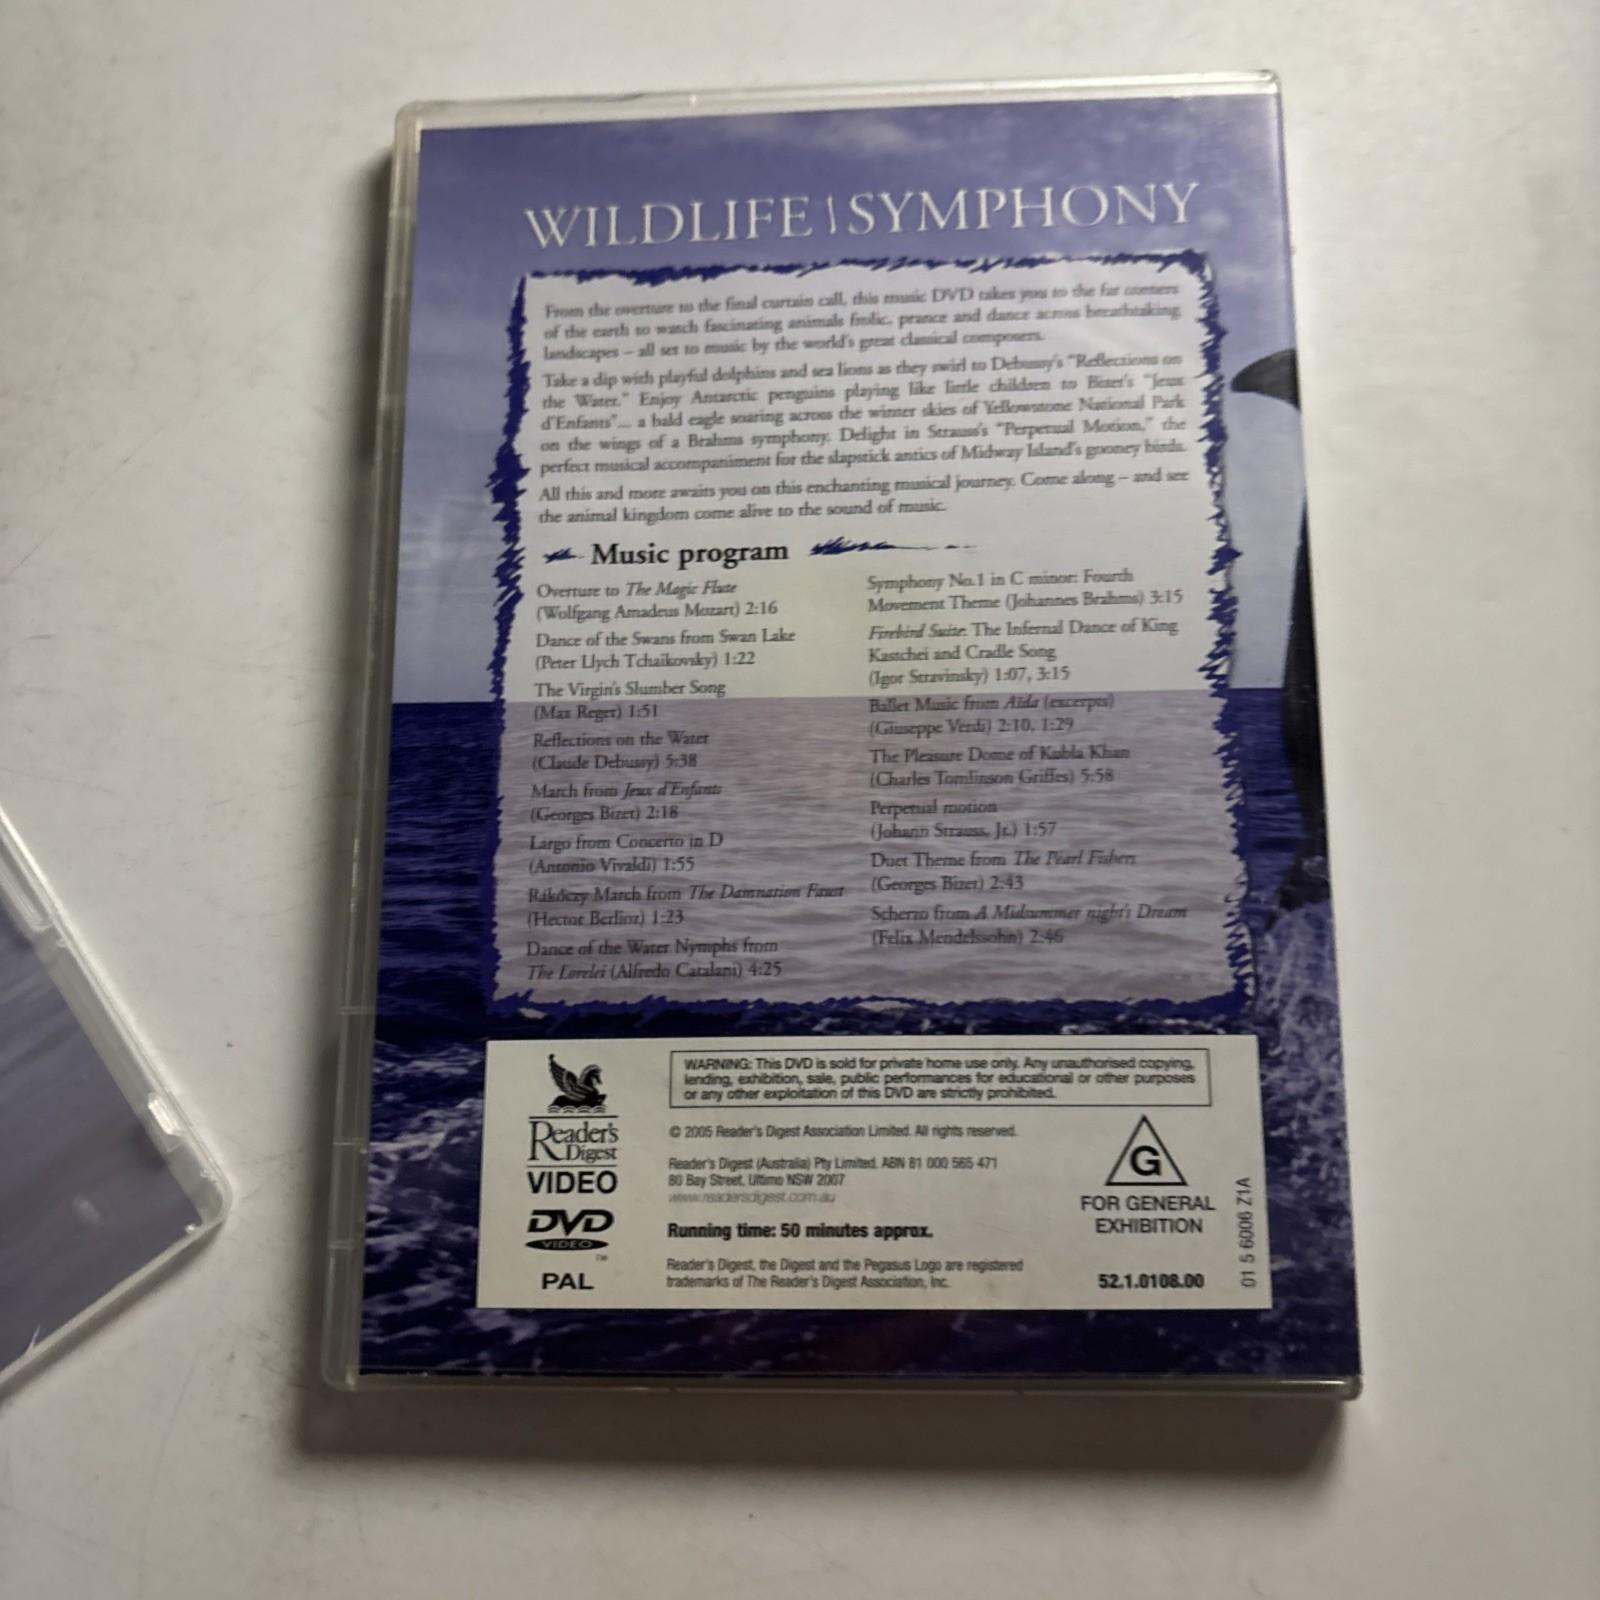 WILDLIFE | SYMPHONY
From the overture to the final curtain call, this music DVD takes you to the far corners
of the earth to watch fascinating animals frolic, prance and dance across breathtaking
landscapes – all set to music by the world's great classical composers.
Take a dip with playful dolphins and sea lions as they swirl to Debussy's "Reflections on
the Water." Enjoy Antarctic penguins playing like little children to Bizet's "Jeux
d'Enfants"... a bald eagle soaring across the winter skies of Yellowstone National Park
on the wings of a Brahms symphony. Delight in Strauss's "Perpetual Motion," the
perfect musical accompaniment for the slapstick antics of Midway Island's gooney birds.
All this and more awaits you on this enchanting musical journey. Come along – and see
the animal kingdom come alive to the sound of music.
Music program
Overture to The Magic Flute
(Wolfgang Amadeus Mozart) 2:16
Dance of the Swans from Swan Lake
(Peter Llych Tchaikovsky) 1:22
The Virgin's Slumber Song
(Max Reger) 1:51
Reflections on the Water
(Claude Debussy) 5:38
March from Jeux d'Enfants
(Georges Bizet) 2:18
Largo from Concerto in D
(Antonio Vivaldi) 1:55
Rákóczy March from The Damnation Faust
(Hector Berlioz) 1:23
Dance of the Water Nymphs from
The Lorelei (Alfredo Catalani) 4:25
Symphony No.1 in C minor: Fourth
Movement Theme (Johannes Brahms) 3:15
Firebird Suite: The Infernal Dance of King
Kastchei and Cradle Song
(Igor Stravinsky) 1:07, 3:15
Ballet Music from Aïda (excerpts)
(Giuseppe Verdi) 2:10, 1:29
The Pleasure Dome of Kubla Khan
(Charles Tomlinson Griffes) 5:58
Perpetual motion
(Johann Strauss, Jr.) 1:57
Duet Theme from The Pearl Fishers
(Georges Bizet) 2:43
Scherzo from A Midsummer night's Dream
(Felix Mendelssohn) 2:46
Reader's
Digest
VIDEO
DVD
VIDEO
™
PAL
WARNING: This DVD is sold for private home use only. Any unauthorised copying,
lending, exhibition, sale, public performances for educational or other purposes
or any other exploitation of this DVD are strictly prohibited.
© 2005 Reader's Digest Association Limited. All rights reserved.
Reader's Digest (Australia) Pty Limited. ABN 81 000 565 471
80 Bay Street, Ultimo NSW 2007
www.readersdigest.com.au
Running time: 50 minutes approx.
Reader's Digest, the Digest and the Pegasus Logo are registered
trademarks of The Reader's Digest Association, Inc.
G
FOR GENERAL
EXHIBITION
52.1.0108.00
01 5 6006 Z1A